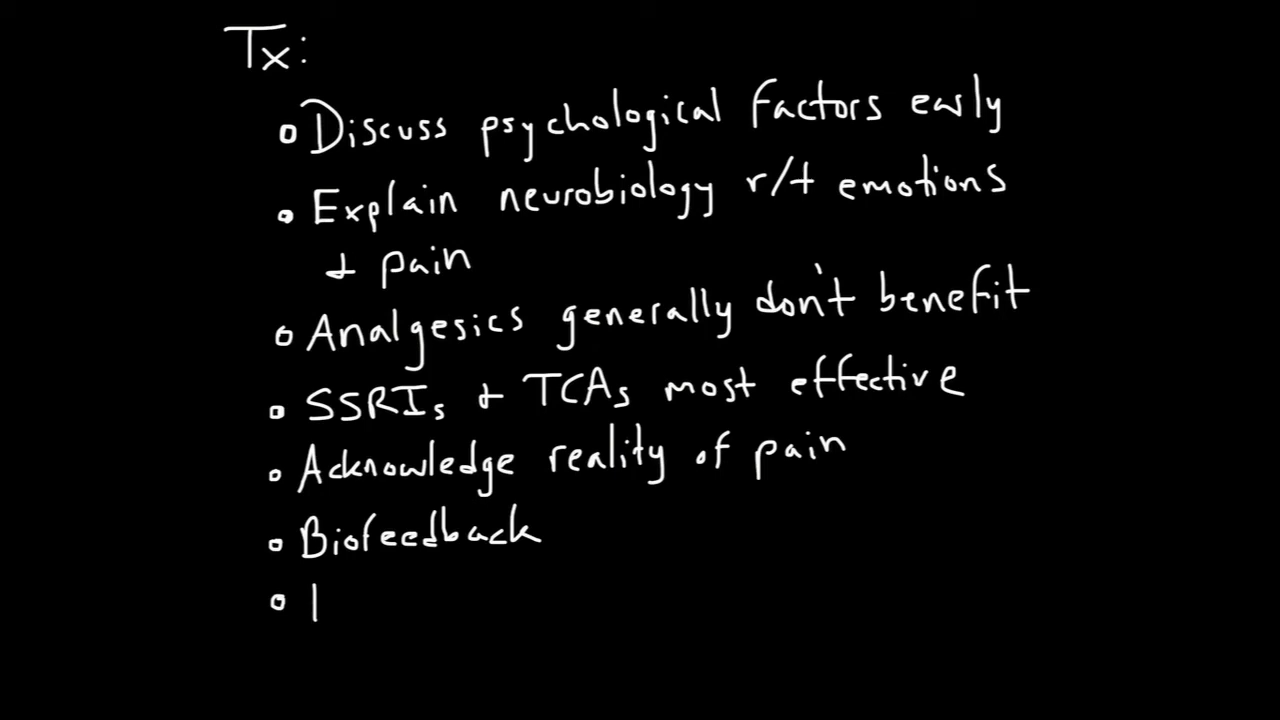 Tx:
Discuss psychological factors early
Explain neurobiology r/t emotions
+ pain
Analgesics generally don't benefit
SSRIs + TCAs most effective
Acknowledge reality of pain
Biofeedback